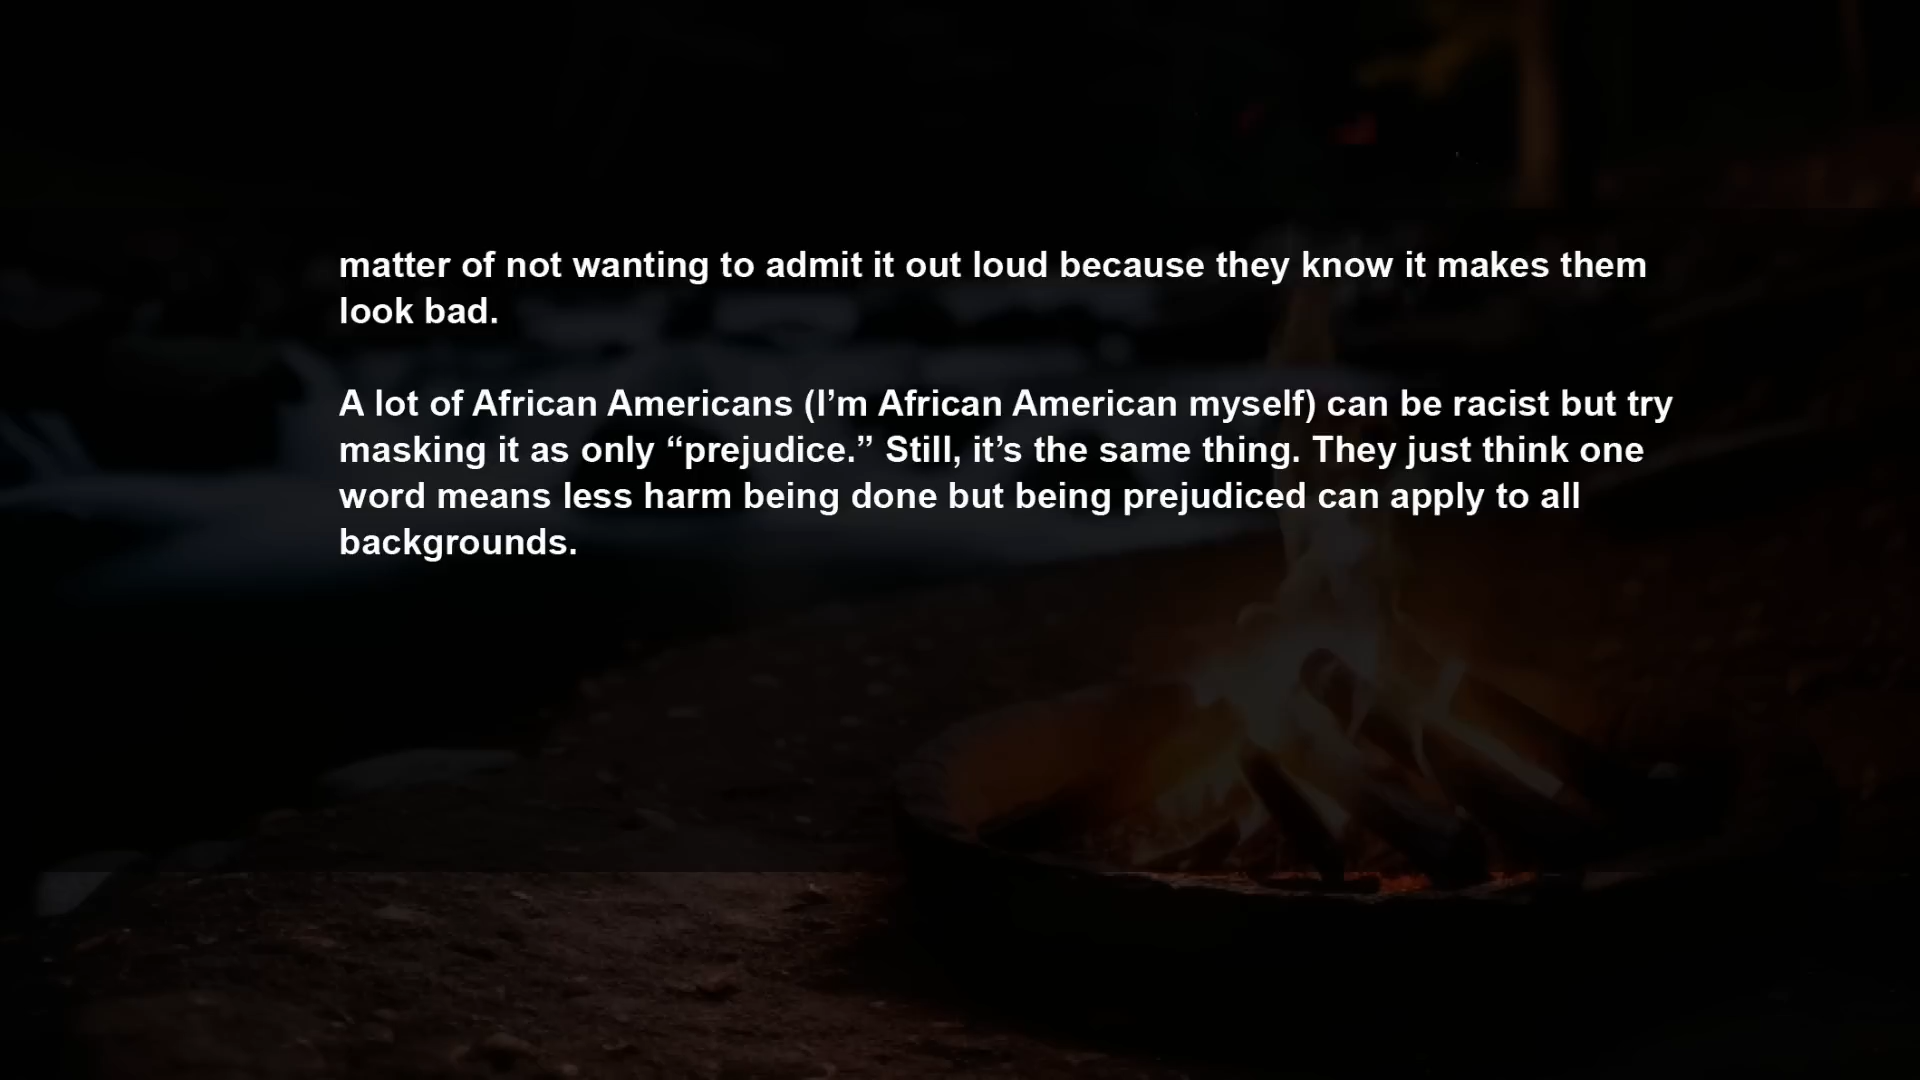 matter of not wanting to admit it out loud because they know it makes them
look bad.
A lot of African Americans (I’m African American myself) can be racist but try
masking it as only “prejudice.” Still, it’s the same thing. They just think one
word means less harm being done but being prejudiced can apply to all
backgrounds.